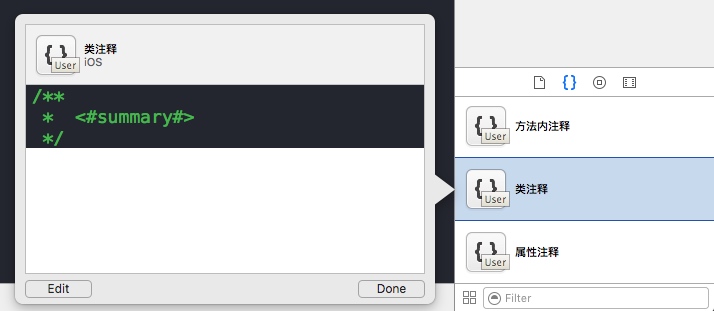 类注释
iOS
User
/**
 *  <#summary#>
 */
Edit
Done
方法内注释
User
类注释
User
属性注释
User
Filter